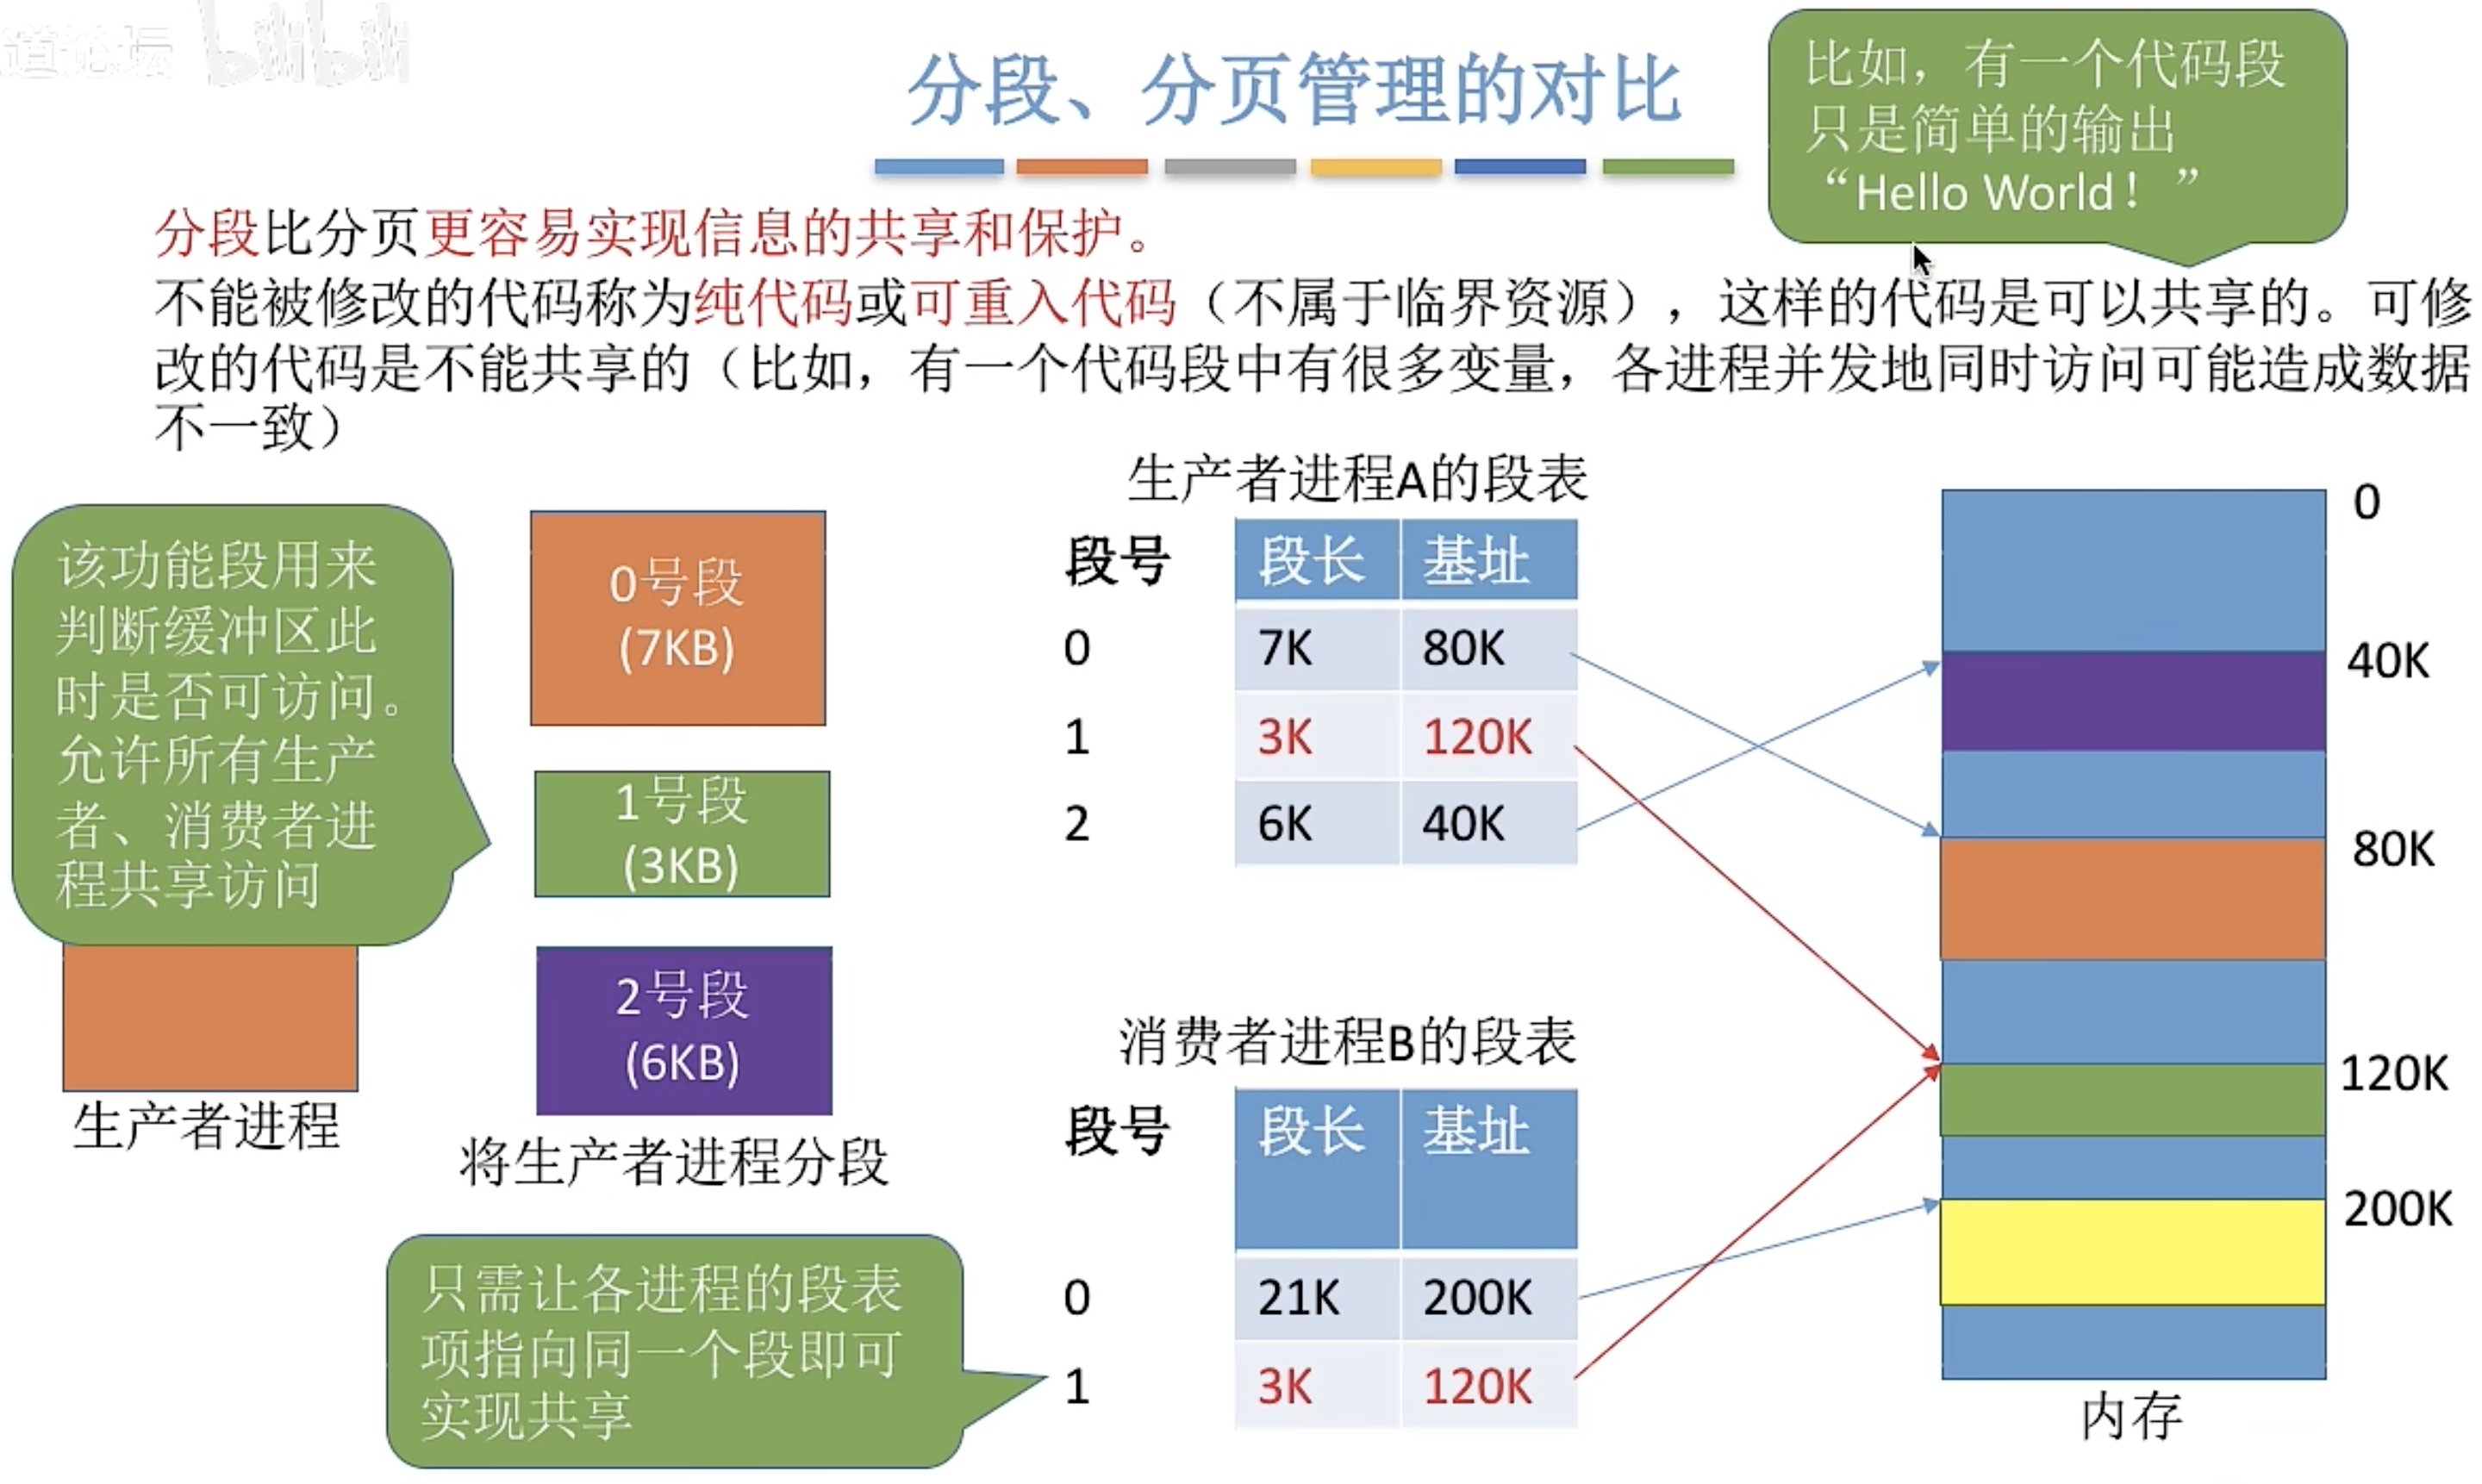 道论坛 bilibili
分段、分页管理的对比
比如，有一个代码段
只是简单的输出
“Hello World！”
分段比分页更容易实现信息的共享和保护。
不能被修改的代码称为纯代码或可重入代码（不属于临界资源），这样的代码是可以共享的。可修
改的代码是不能共享的（比如，有一个代码段中有很多变量，各进程并发地同时访问可能造成数据
不一致）
该功能段用来
判断缓冲区此
时是否可访问。
允许所有生产
者、消费者进
程共享访问
生产者进程
0号段
(7KB)
1号段
(3KB)
2号段
(6KB)
将生产者进程分段
生产者进程A的段表
段号 段长 基址
0 7K 80K
1 3K 120K
2 6K 40K
消费者进程B的段表
段号 段长 基址
0 21K 200K
1 3K 120K
只需让各进程的段表
项指向同一个段即可
实现共享
0
40K
80K
120K
200K
内存